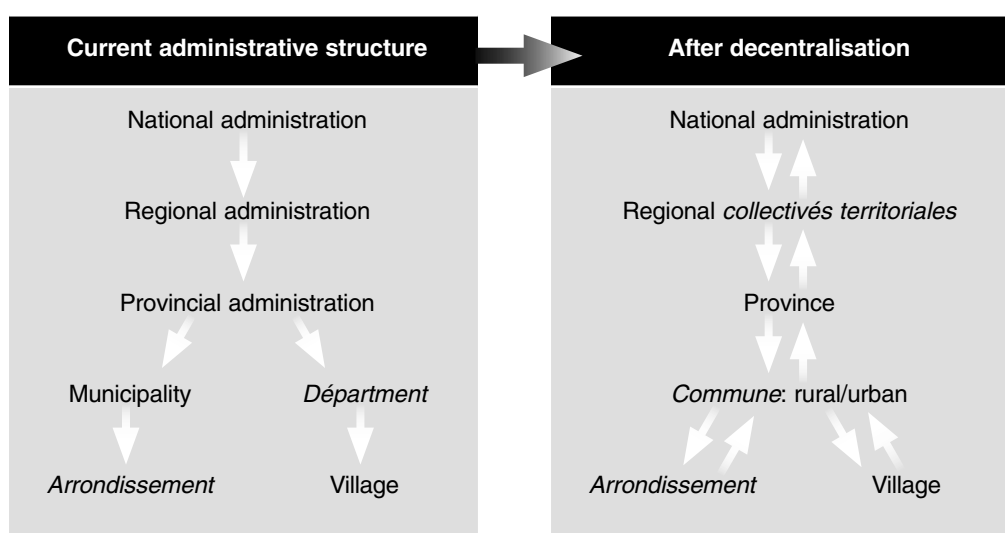 Current administrative structure
After decentralisation
National administration
Regional administration
Provincial administration
Municipality
Départment
Arrondissement
Village
National administration
Regional collectivés territoriales
Province
Commune: rural/urban
Arrondissement
Village